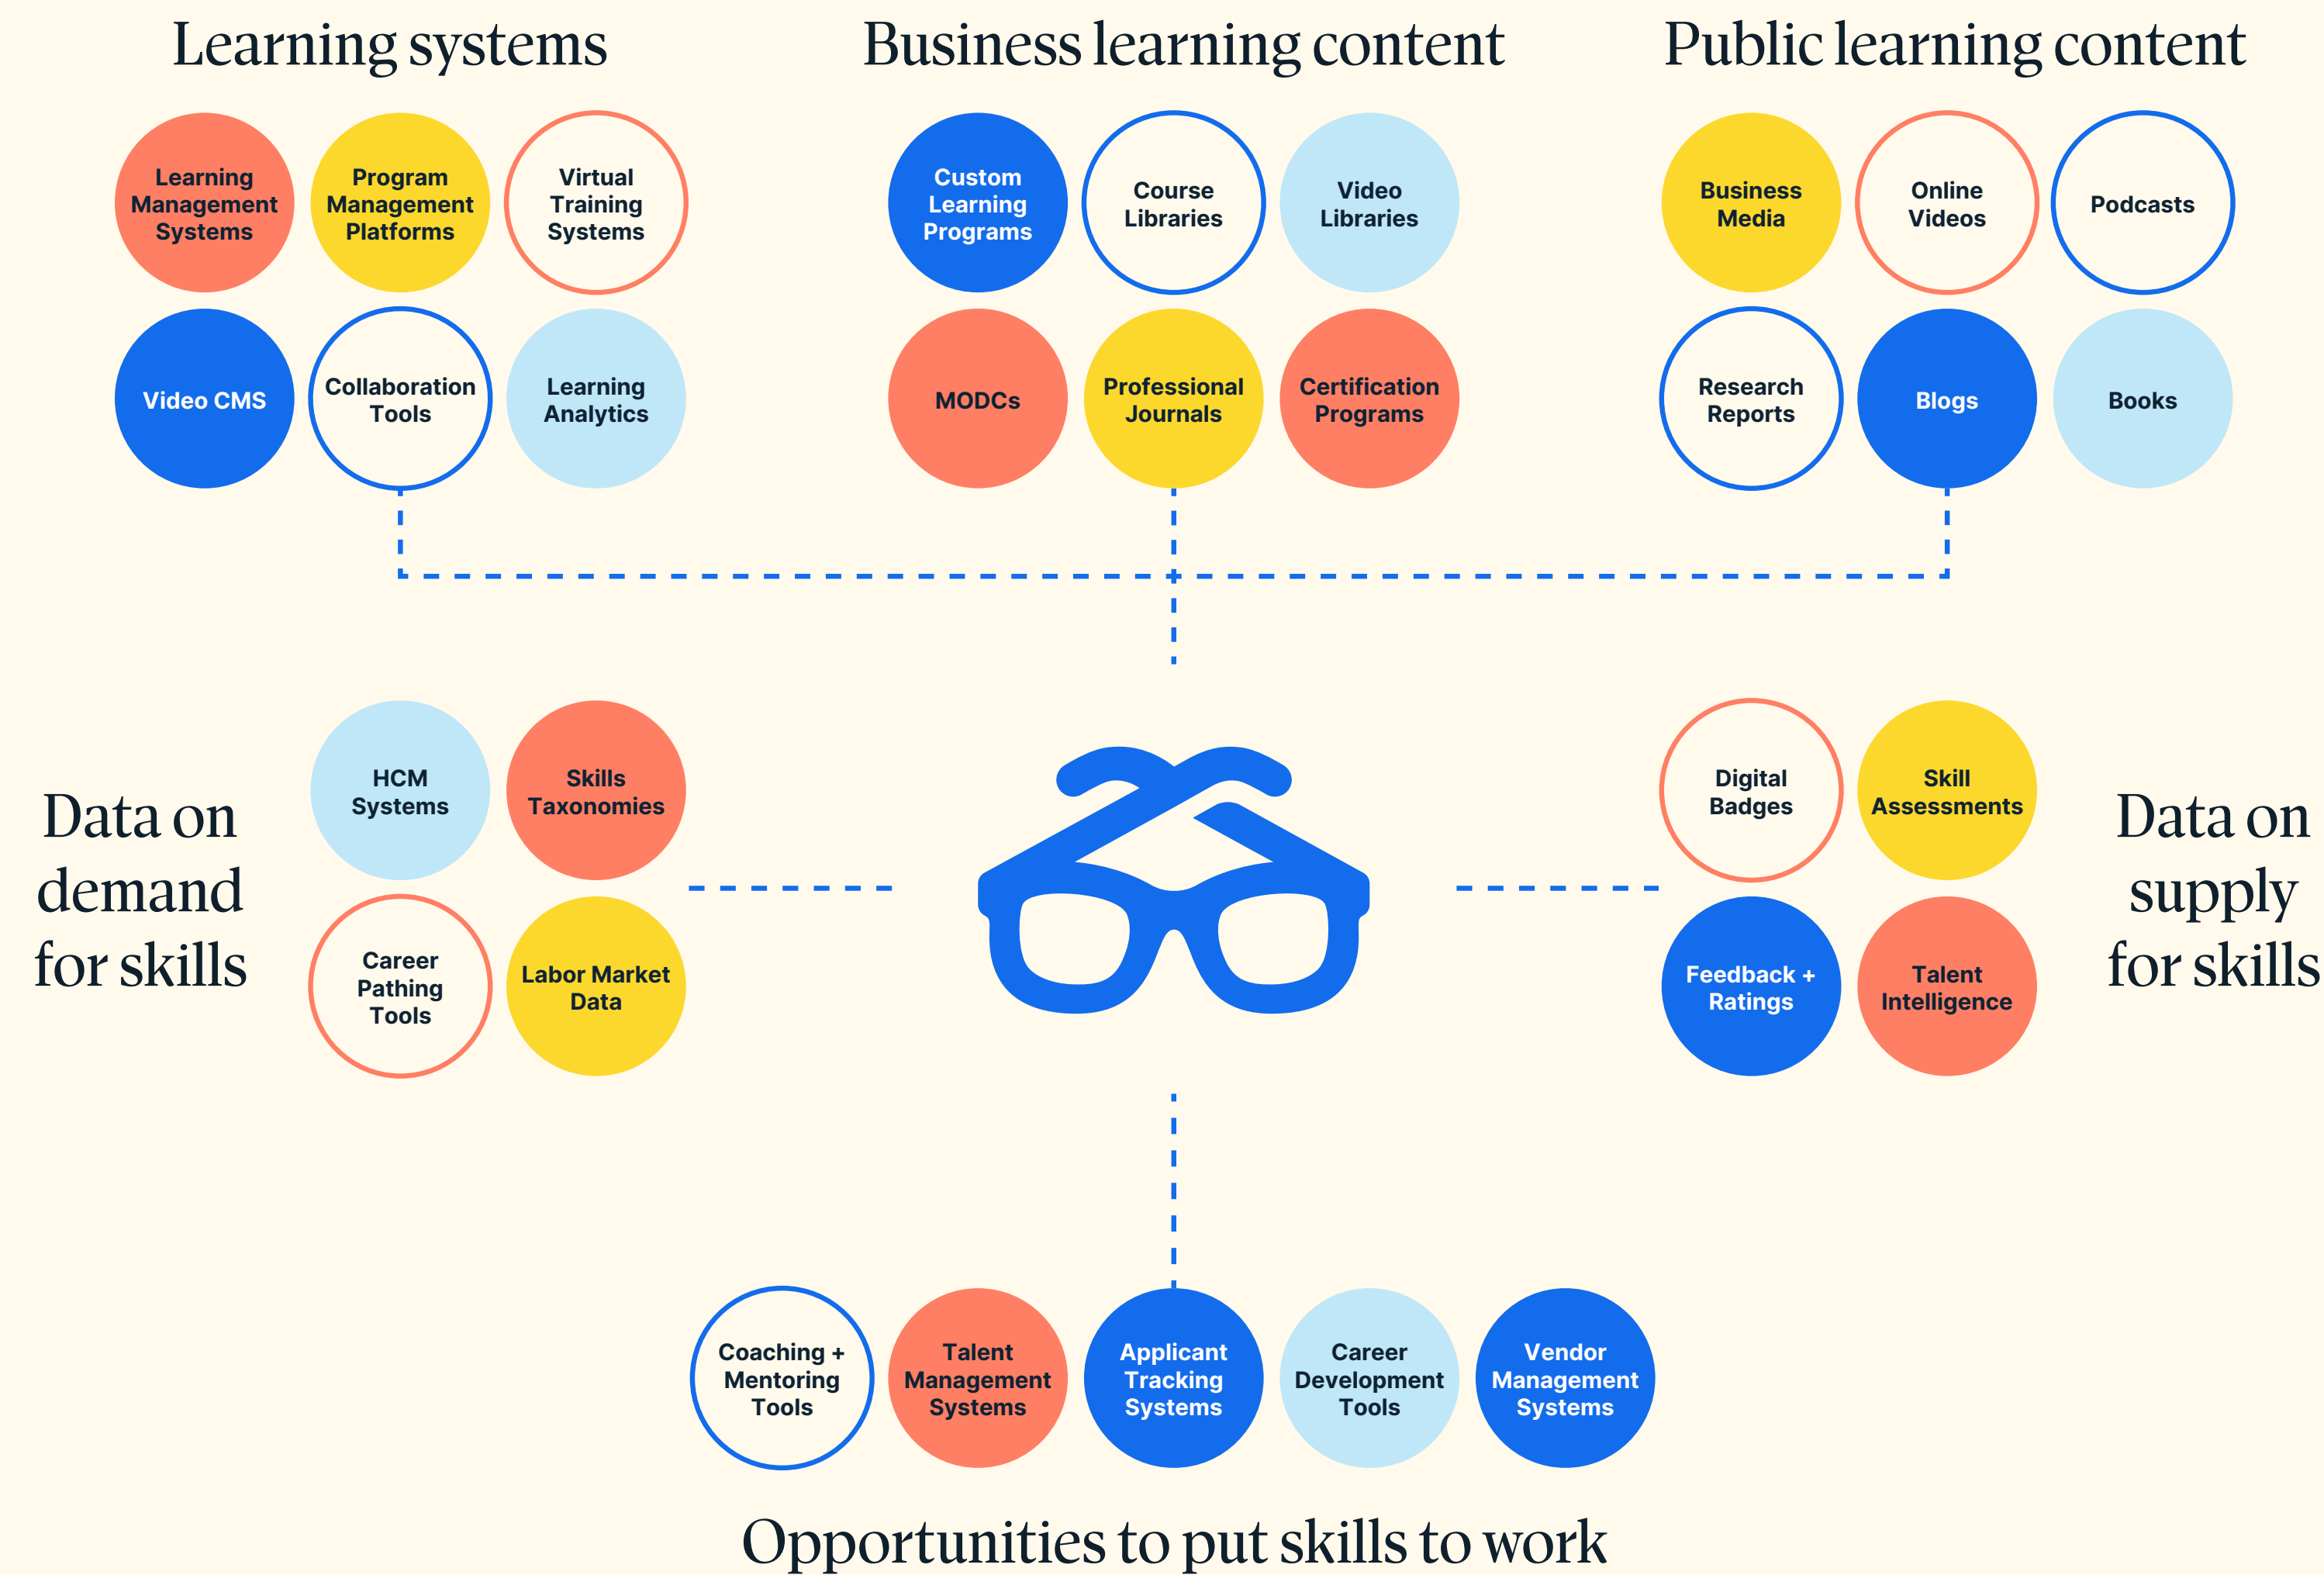 Learning systems
Learning
Management
Systems
Program
Management
Platforms
Virtual
Training
Systems
Video CMS
Collaboration
Tools
Learning
Analytics
Business learning content
Custom
Learning
Programs
Course
Libraries
Video
Libraries
MODCs
Professional
Journals
Certification
Programs
Public learning content
Business
Media
Online
Videos
Podcasts
Research
Reports
Blogs
Books
Data on
demand
for skills
HCM
Systems
Skills
Taxonomies
Career
Pathing
Tools
Labor Market
Data
Digital
Badges
Skill
Assessments
Feedback +
Ratings
Talent
Intelligence
Data on
supply
for skills
Coaching +
Mentoring
Tools
Talent
Management
Systems
Applicant
Tracking
Systems
Career
Development
Tools
Vendor
Management
Systems
Opportunities to put skills to work